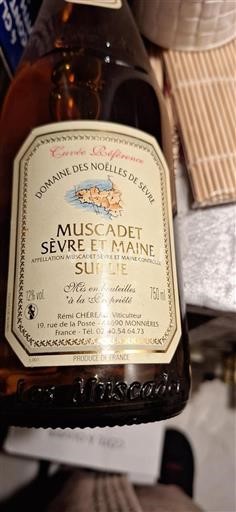 Cuvée Référence
DOMAINE DES NOËLLES DE SÈVRE
MUSCADET
SÈVRE ET MAINE
APPELLATION MUSCADET-SÈVRE ET MAINE CONTRÔLÉE
SUR LIE
Mis en bouteilles
à la Propriété
12% vol.
750 ml
Rémi CHÉREAU Viticulteur
19, rue de la Poste - 44690 MONNIÈRES
France - Tél. 02.40.54.64.73
PRODUCE OF FRANCE